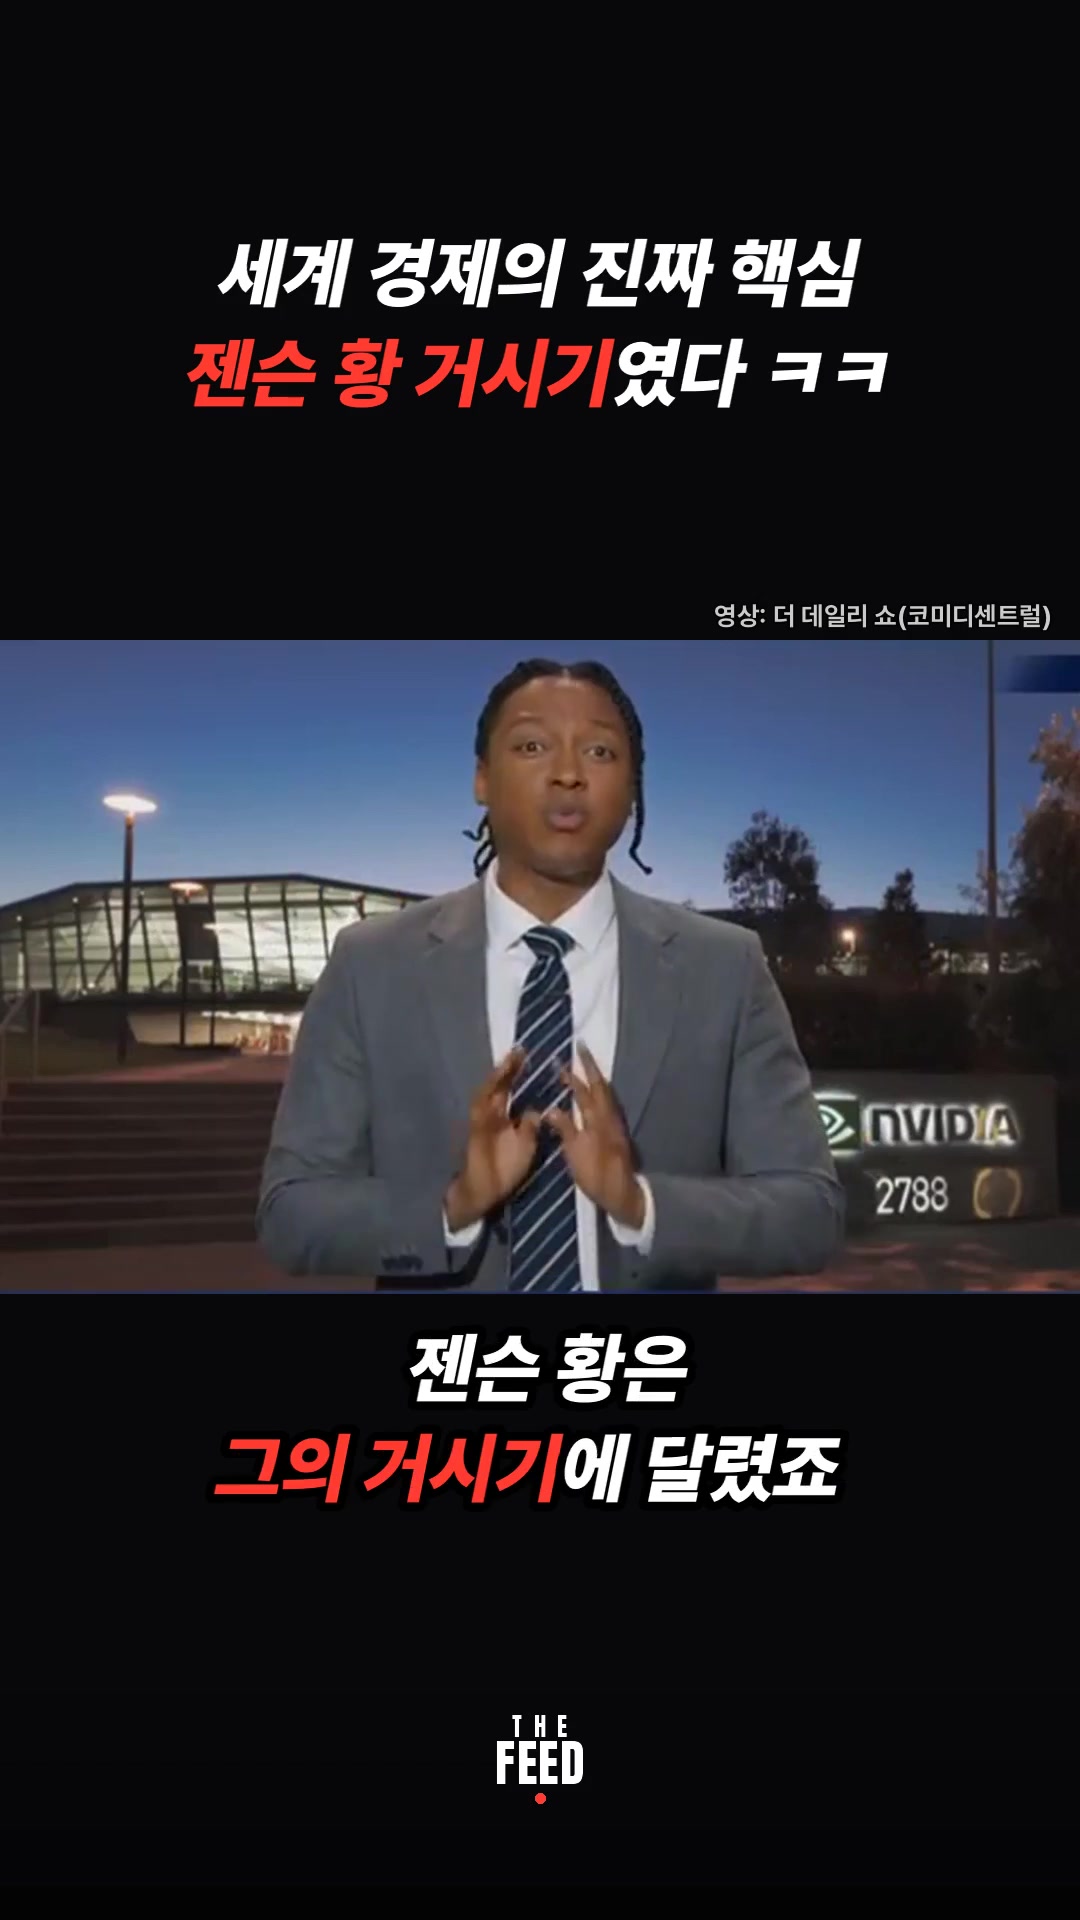 세계 경제의 진짜 핵심
젠슨 황 거시기였다 ㅋㅋ
영상: 더 데일리 쇼(코미디센트럴)
NVIDIA
2788
젠슨 황은
그의 거시기에 달렸죠
THE
FEED